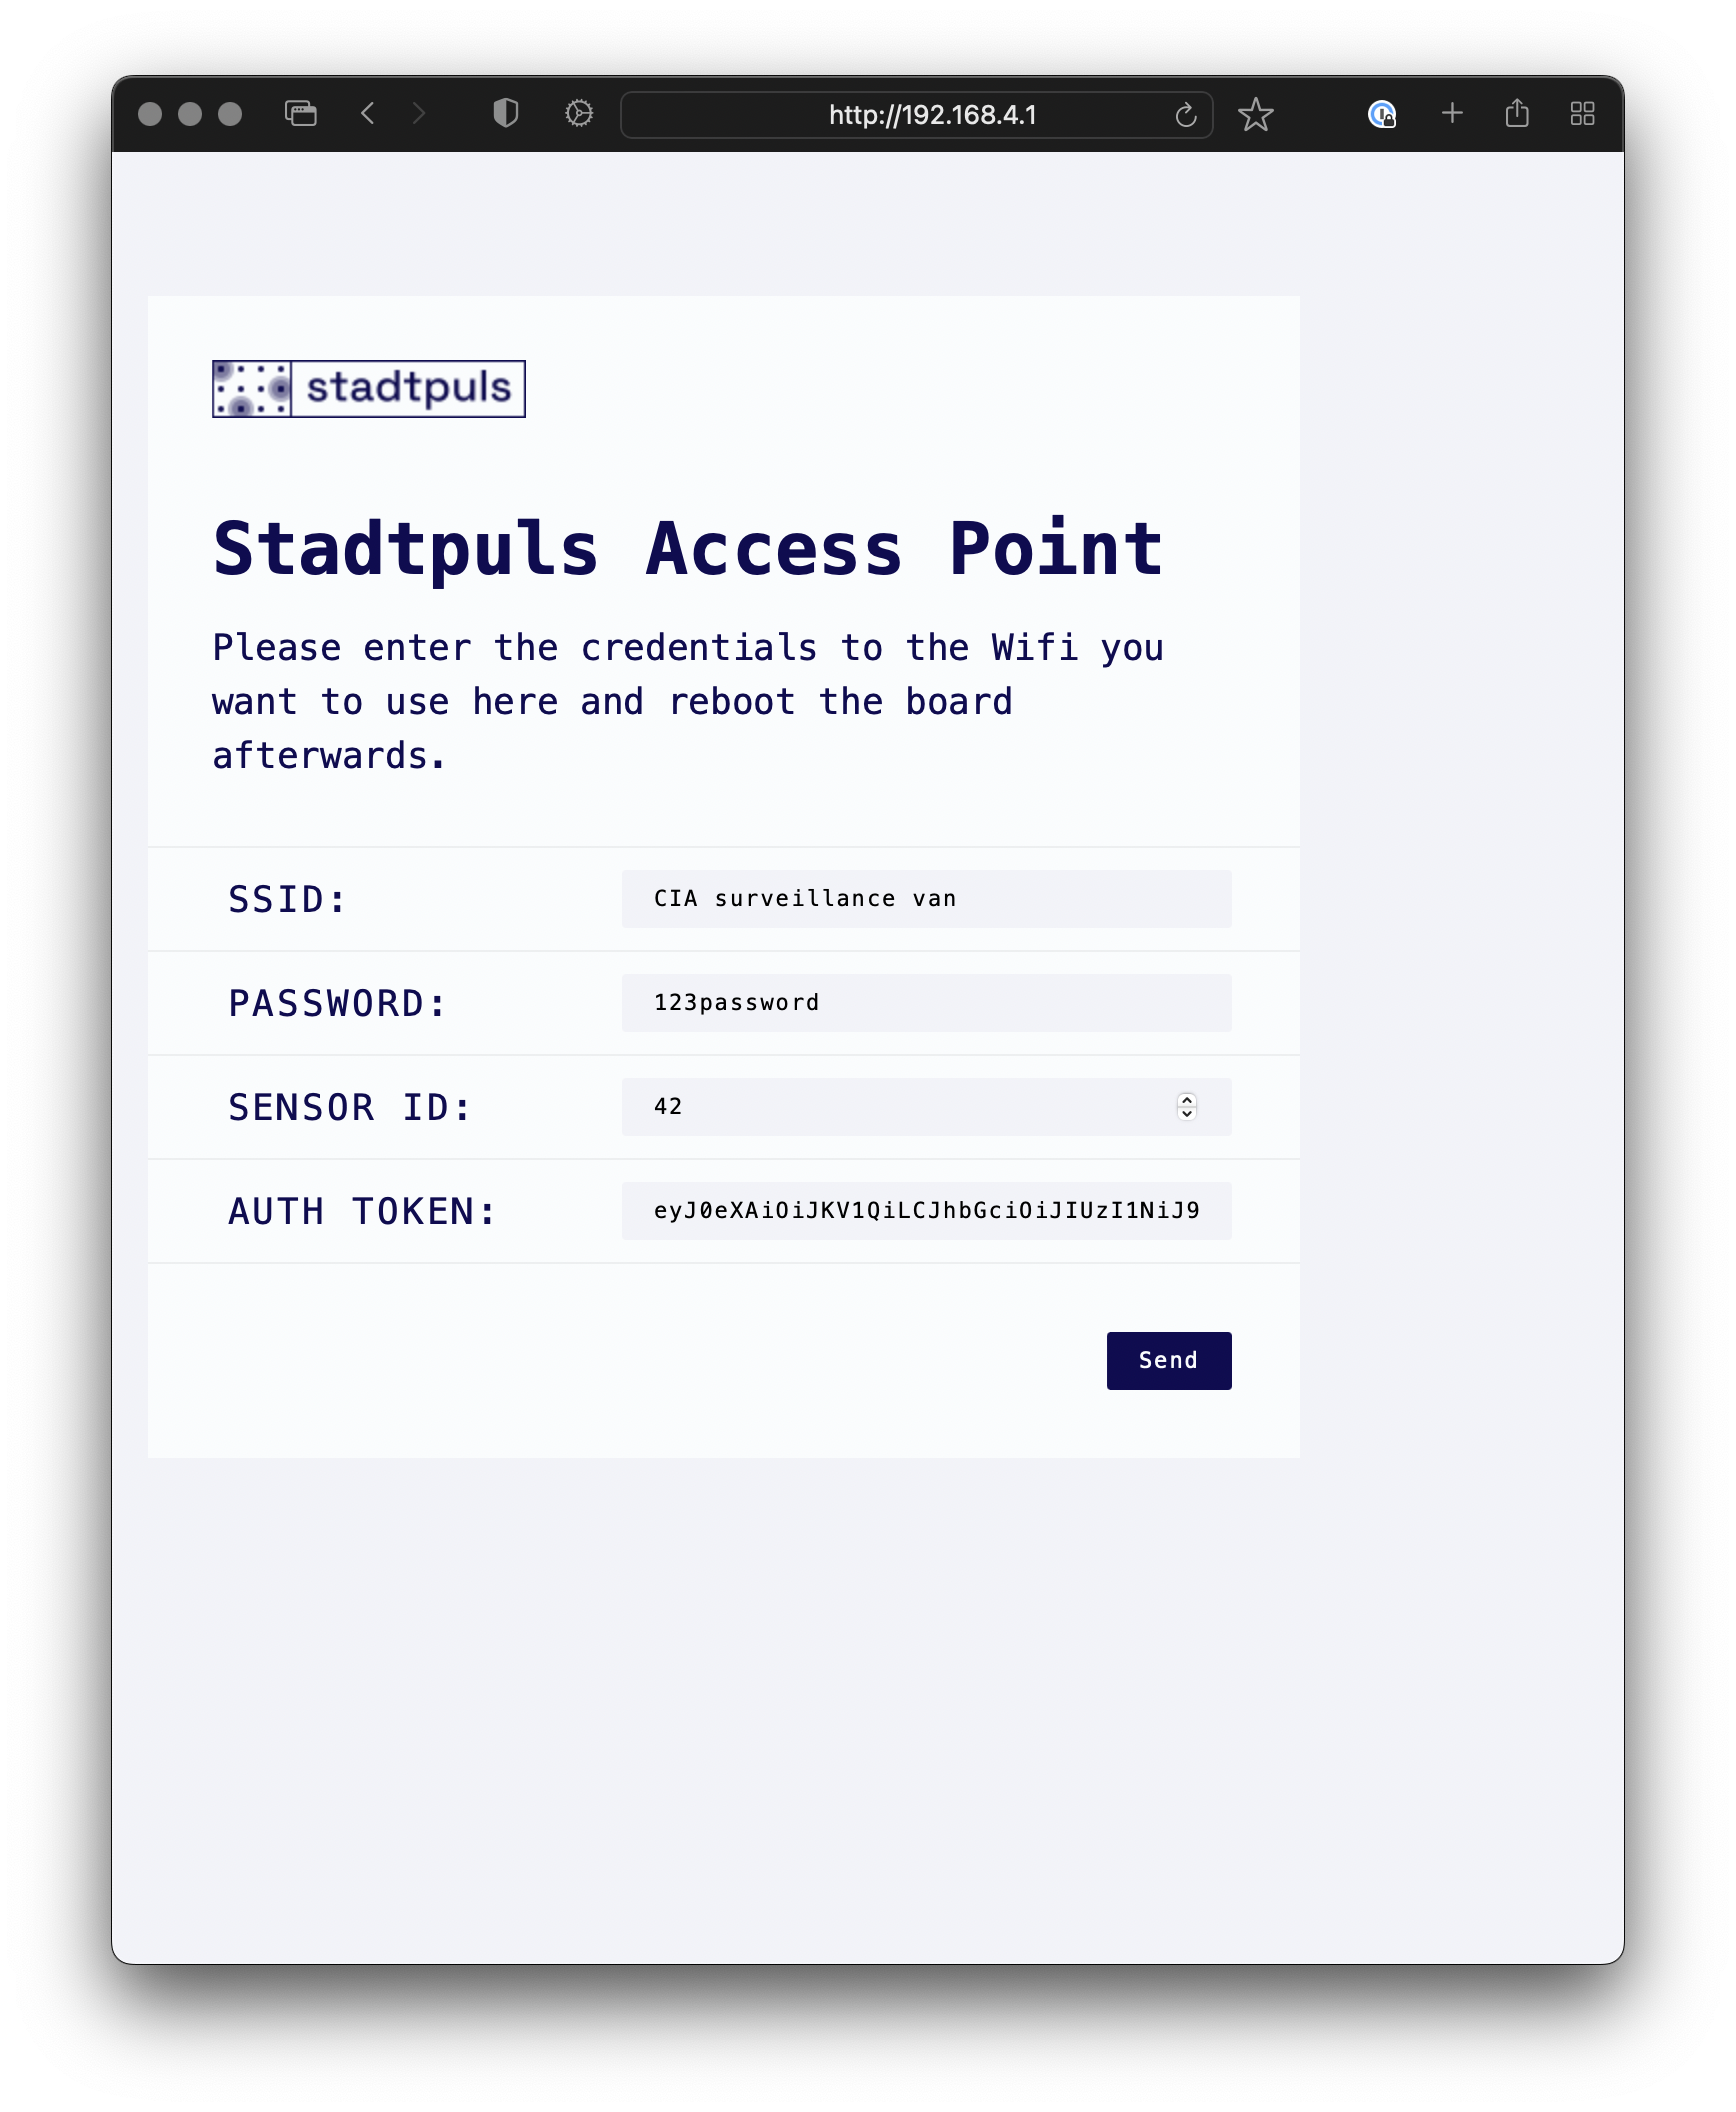 http://192.168.4.1
stadtpuls
Stadtpuls Access Point
Please enter the credentials to the Wifi you
want to use here and reboot the board
afterwards.
SSID: CIA surveillance van
PASSWORD: 123password
SENSOR ID: 42
AUTH TOKEN: eyJ0eXAiOiJKV1QiLCJhbGciOiJIUzI1NiJ9
Send